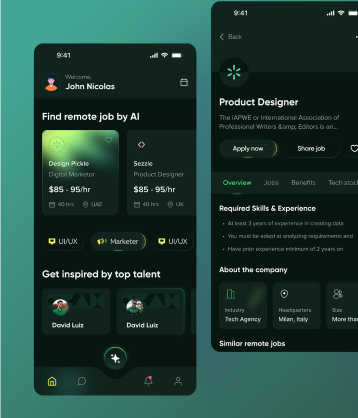 9:41
Welcome,
John Nicolas
Find remote job by AI
Design Pickle
Digital Marketor
$85 - 95/hr
40 hrs
UAE
Sezzle
Product Designer
$85 - 95/hr
40 hrs
UK
UI/UX
Marketer
UI/UX
Get inspired by top talent
David Luiz
David Luiz
9:41
Back
Product Designer
The IAPWE or International Association of
Professional Writers &amp; Editors is an...
Apply now
Share job
Overview
Jobs
Benefits
Tech stack
Required Skills & Experience
• At least 3 years of experience in creating data
• You must be adept at analyzing requirements and
• Have prior experience minimum of 2 years on
About the company
Industry
Tech Agency
Headquarters
Milan, Italy
Size
More than
Similar remote jobs